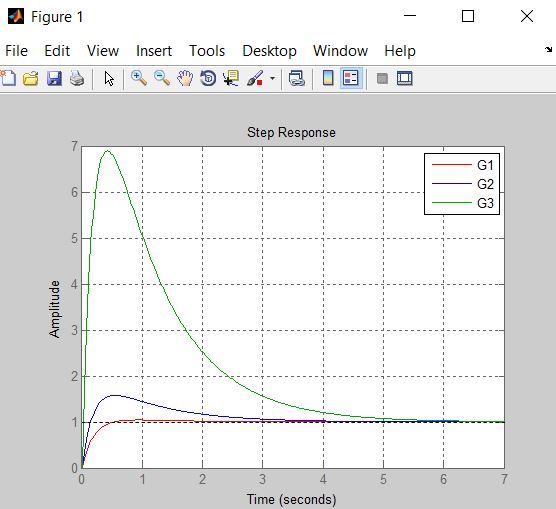 Figure 1
File Edit View Insert Tools Desktop Window Help
Step Response
7
6
5
4
3
2
1
0
Amplitude
G1
G2
G3
0 1 2 3 4 5 6 7
Time (seconds)